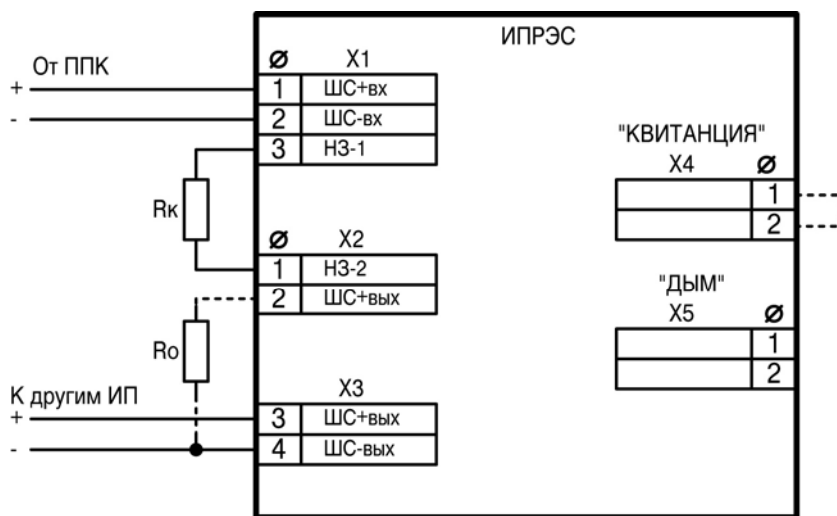 ИПРЭС
От ППК
+
-
Ø X1
1 ШС+вх
2 ШС-вх
3 НЗ-1
Rк
Ø X2
1 НЗ-2
2 ШС+вых
Rо
К другим ИП
+
-
X3
3 ШС+вых
4 ШС-вых
"КВИТАНЦИЯ"
X4 Ø
1
2
"ДЫМ"
X5 Ø
1
2